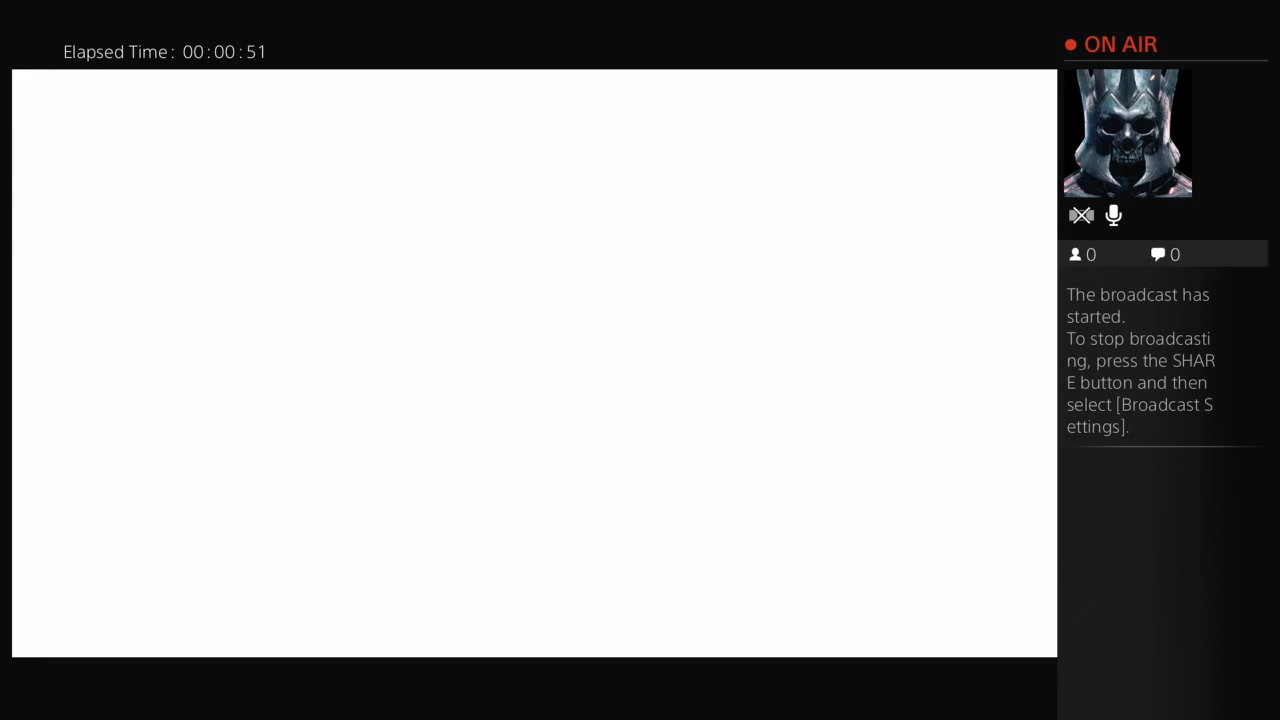 Elapsed Time: 00:00:51
ON AIR
0 0
The broadcast has
started.
To stop broadcasti
ng, press the SHAR
E button and then
select [Broadcast S
ettings].